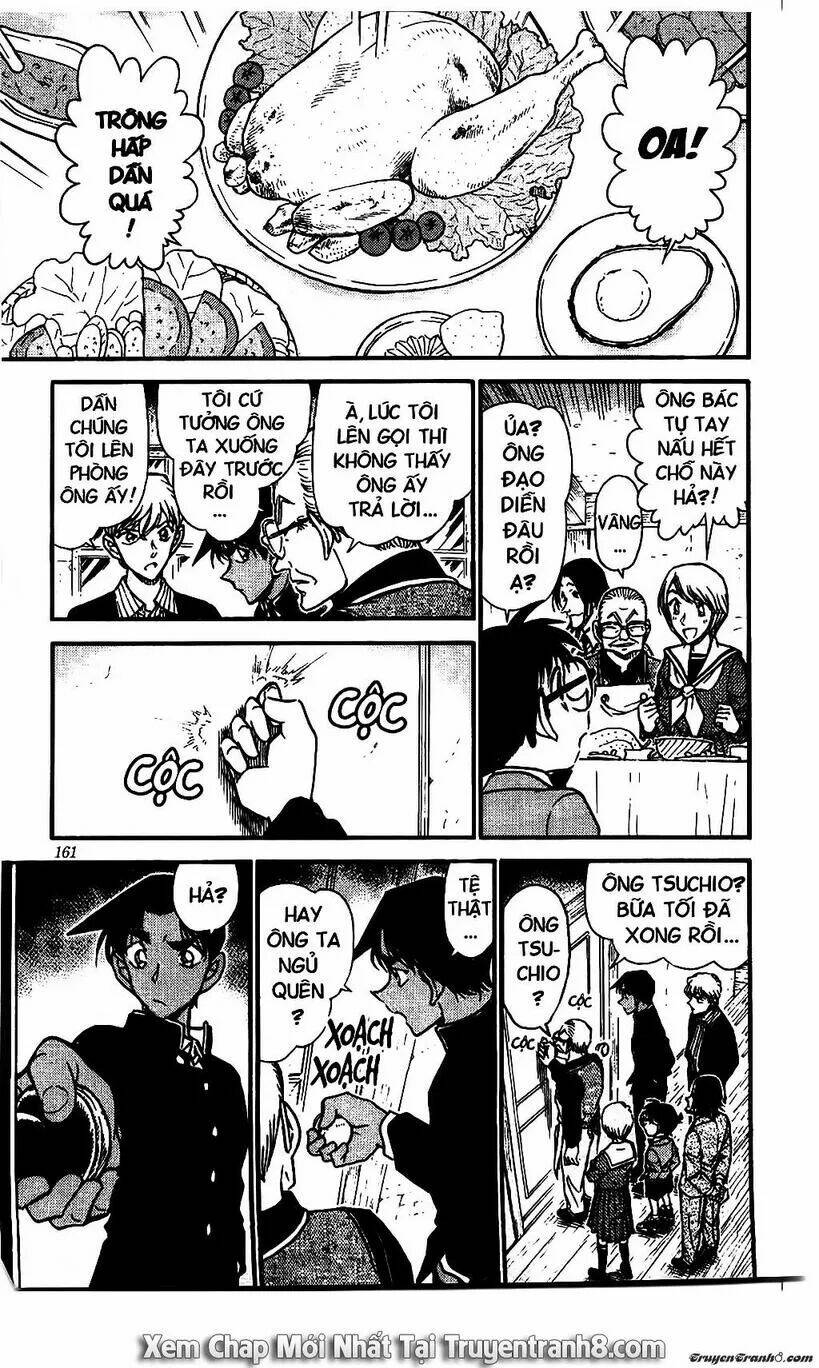 OA!
TRÔNG
HẤP
DẪN
QUÁ
!
ÔNG BÁC
TỰ TAY
NẤU HẾT
CHỖ NÀY
HẢ?!
VÂNG
...
ỦA?
ÔNG
ĐẠO
DIỄN
ĐÂU
RỒI
Ạ?
À, LÚC TÔI
LÊN GỌI THÌ
KHÔNG THẤY
ÔNG ẤY
TRẢ LỜI...
TÔI CỨ
TƯỞNG ÔNG
TA XUỐNG
ĐÂY TRƯỚC
RỒI
...
DẪN
CHÚNG
TÔI LÊN
PHÒNG
ÔNG ẤY!
CỘC
CỘC
161
ÔNG TSUCHIO?
BỮA TỐI ĐÃ
XONG RỒI...
ÔNG
TSU-
CHIO
?
CỘC
CỘC
TỆ
THẬT
...
HAY
ÔNG TA
NGỦ
QUÊN
?
XOẠCH
XOẠCH
HẢ?
Xem Chap Mới Nhất Tại Truyentranh8.com
TruyenTranh8.com